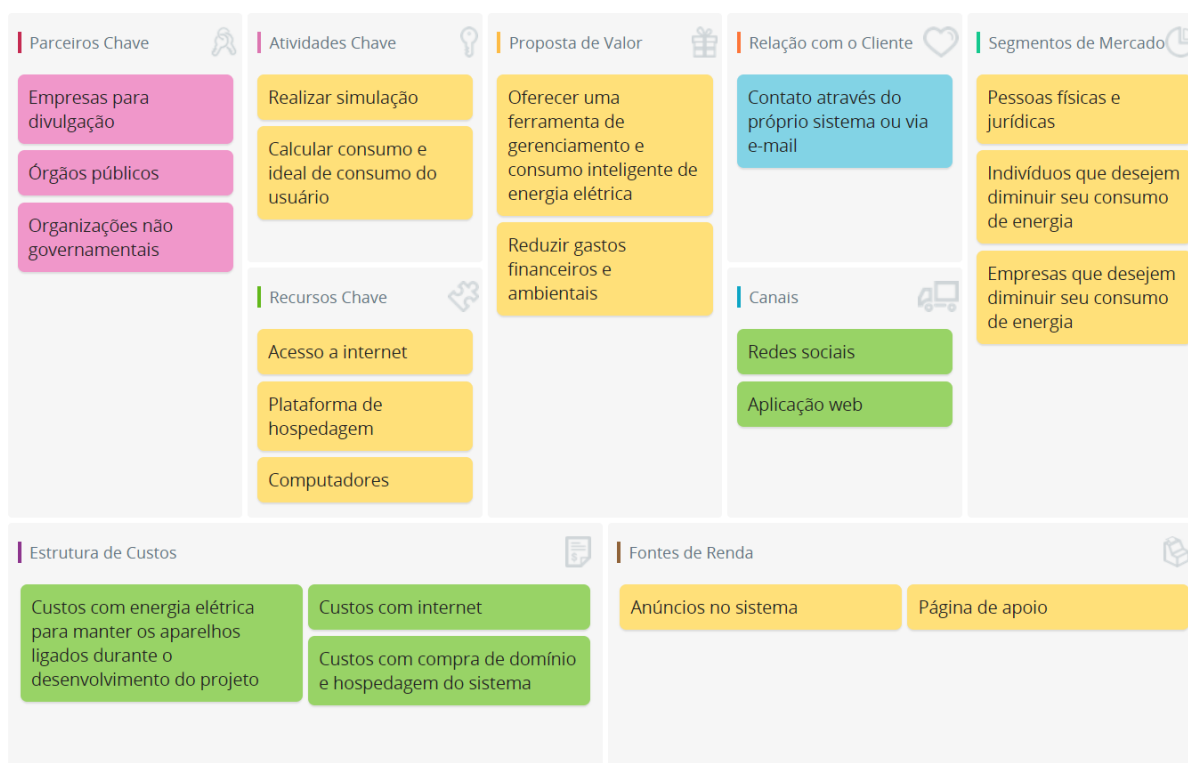 Parceiros Chave
Empresas para
divulgação
Órgãos públicos
Organizações não
governamentais
Atividades Chave
Realizar simulação
Calcular consumo e
ideal de consumo do
usuário
Recursos Chave
Acesso a internet
Plataforma de
hospedagem
Computadores
Proposta de Valor
Oferecer uma
ferramenta de
gerenciamento e
consumo inteligente de
energia elétrica
Reduzir gastos
financeiros e
ambientais
Relação com o Cliente
Contato através do
próprio sistema ou via
e-mail
Canais
Redes sociais
Aplicação web
Segmentos de Mercado
Pessoas físicas e
jurídicas
Indivíduos que desejem
diminuir seu consumo
de energia
Empresas que desejem
diminuir seu consumo
de energia
Estrutura de Custos
Custos com energia elétrica
para manter os aparelhos
ligados durante o
desenvolvimento do projeto
Custos com internet
Custos com compra de domínio
e hospedagem do sistema
Fontes de Renda
Anúncios no sistema
Página de apoio